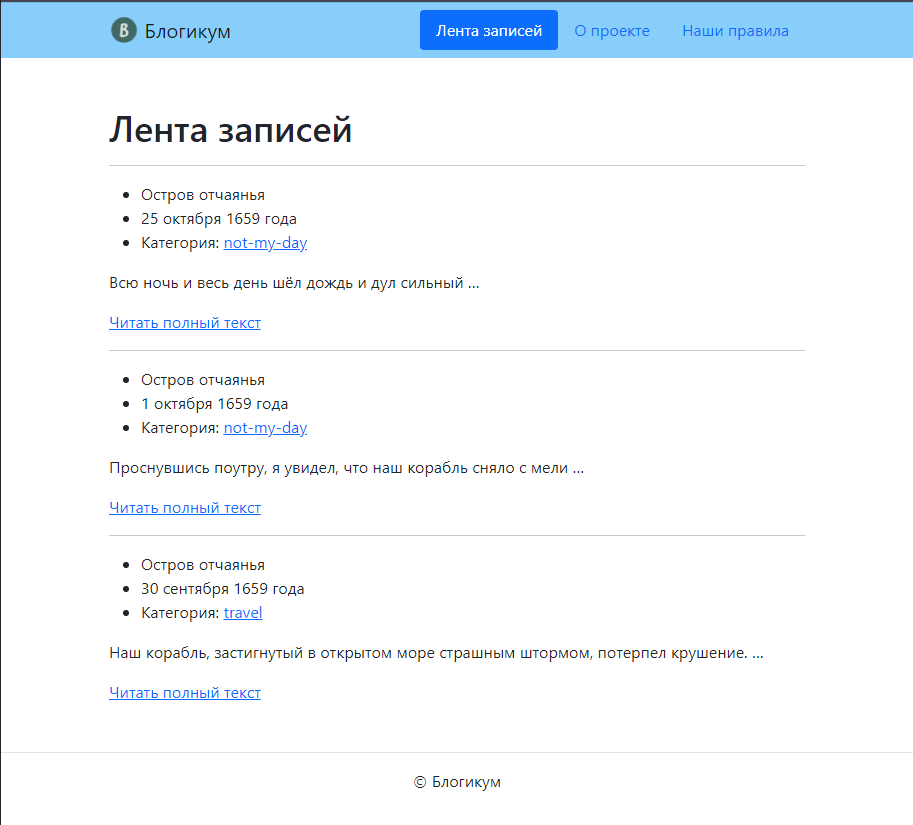 B Блогикум Лента записей О проекте Наши правила
Лента записей
Остров отчаянья
25 октября 1659 года
Категория: not-my-day
Всю ночь и весь день шёл дождь и дул сильный ...
Читать полный текст
Остров отчаянья
1 октября 1659 года
Категория: not-my-day
Проснувшись поутру, я увидел, что наш корабль сняло с мели ...
Читать полный текст
Остров отчаянья
30 сентября 1659 года
Категория: travel
Наш корабль, застигнутый в открытом море страшным штормом, потерпел крушение. ...
Читать полный текст
© Блогикум